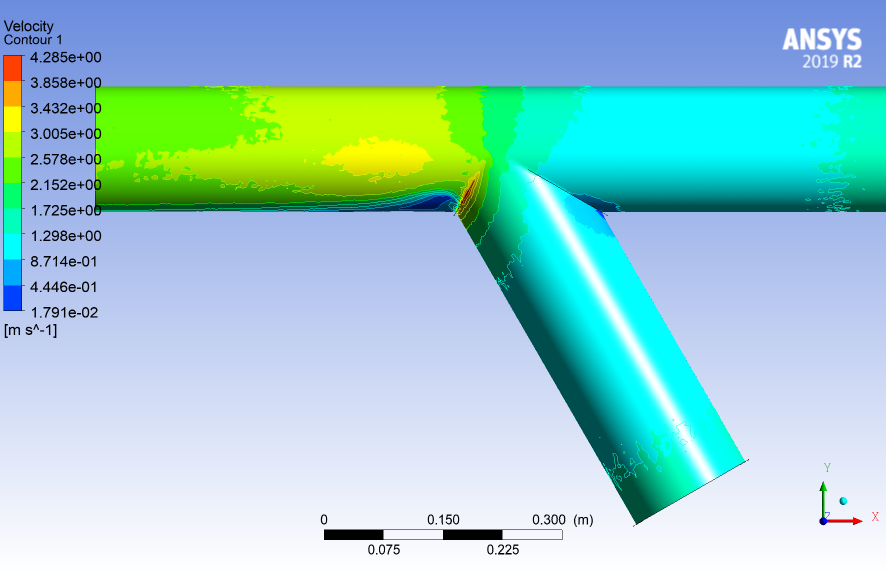 Velocity
Contour 1
4.285e+00
3.858e+00
3.432e+00
3.005e+00
2.578e+00
2.152e+00
1.725e+00
1.298e+00
8.714e-01
4.446e-01
1.791e-02
[m s^-1]
ANSYS
2019 R2
0 0.150 0.300 (m)
0.075 0.225
Y
Z X